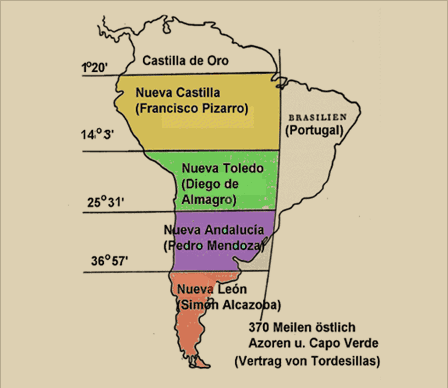 Castilla de Oro
1°20'
Nueva Castilla
(Francisco Pizarro)
BRASILIEN
(Portugal)
14°3'
Nueva Toledo
(Diego de
Almagro)
25°31'
Nueva Andalucía
(Pedro Mendoza)
36°57'
Nueva León
(Simón Alcazoba)
370 Meilen östlich
Azoren u. Capo Verde
(Vertrag von Tordesillas)